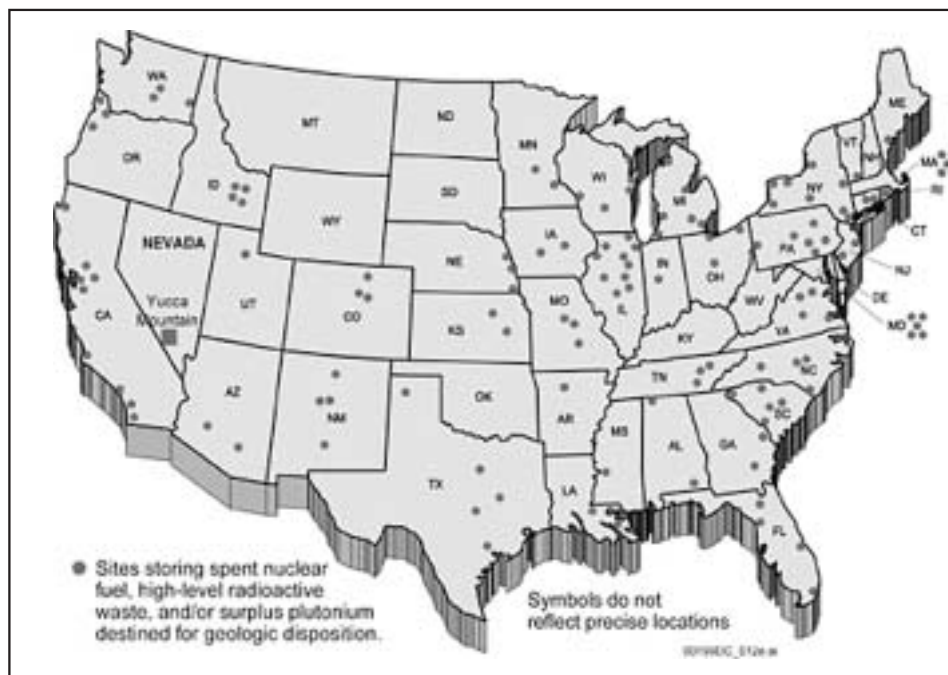 WA
MT
ND
MN
ME
VT
NH
OR
ID
SD
WI
MI
NY
MA
RI
CT
WY
NEVADA
IA
NE
PA
NJ
IN
OH
IL
UT
CO
Yucca
Mountain
CA
KS
MO
WV
VA
DE
MD
KY
AZ
NM
OK
TN
NC
AR
SC
MS
AL
GA
TX
LA
FL
Sites storing spent nuclear
fuel, high-level radioactive
waste, and/or surplus plutonium
destined for geologic disposition.
Symbols do not
reflect precise locations